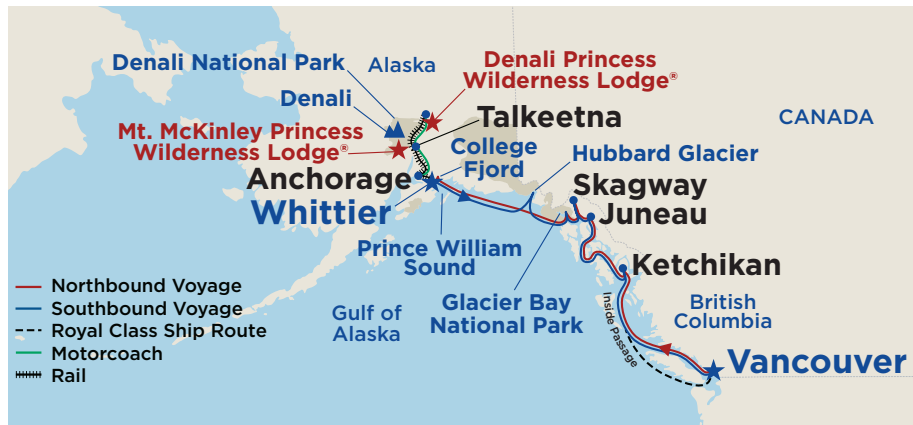 Denali National Park
Alaska
Denali Princess
Wilderness Lodge®
Denali
Talkeetna
CANADA
Mt. McKinley Princess
Wilderness Lodge®
College
Fjord
Hubbard Glacier
Anchorage
Skagway
Whittier
Juneau
Prince William
Sound
Ketchikan
Northbound Voyage
Southbound Voyage
Royal Class Ship Route
Motorcoach
Rail
Gulf of
Alaska
Glacier Bay
National Park
Inside Passage
British
Columbia
Vancouver